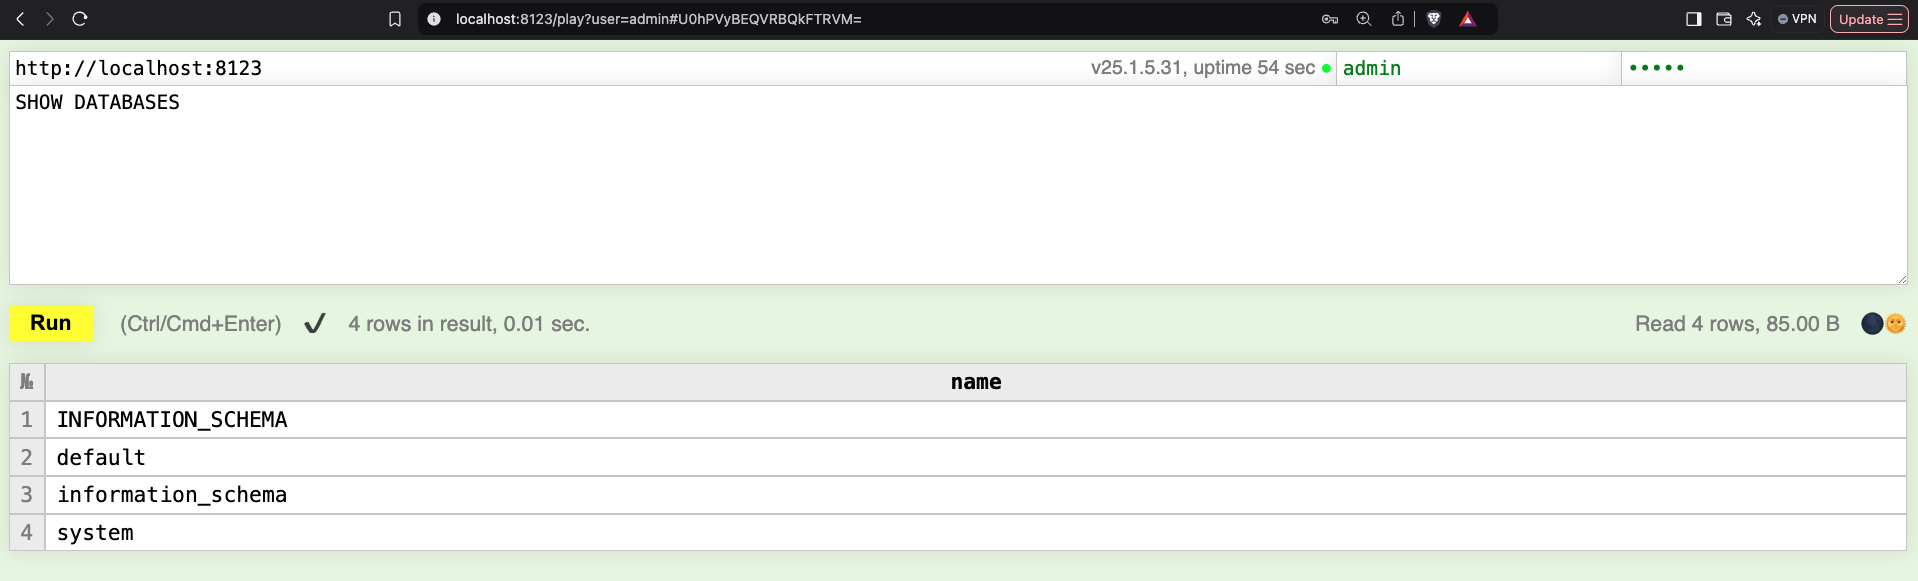 localhost:8123/play?user=admin#U0hPVyBEQVRBQkFTRVM=
VPN
Update
http://localhost:8123
v25.1.5.31, uptime 54 sec
admin
•••••
SHOW DATABASES
Run
(Ctrl/Cmd+Enter)
✔
4 rows in result, 0.01 sec.
Read 4 rows, 85.00 B
№ name
1 INFORMATION_SCHEMA
2 default
3 information_schema
4 system